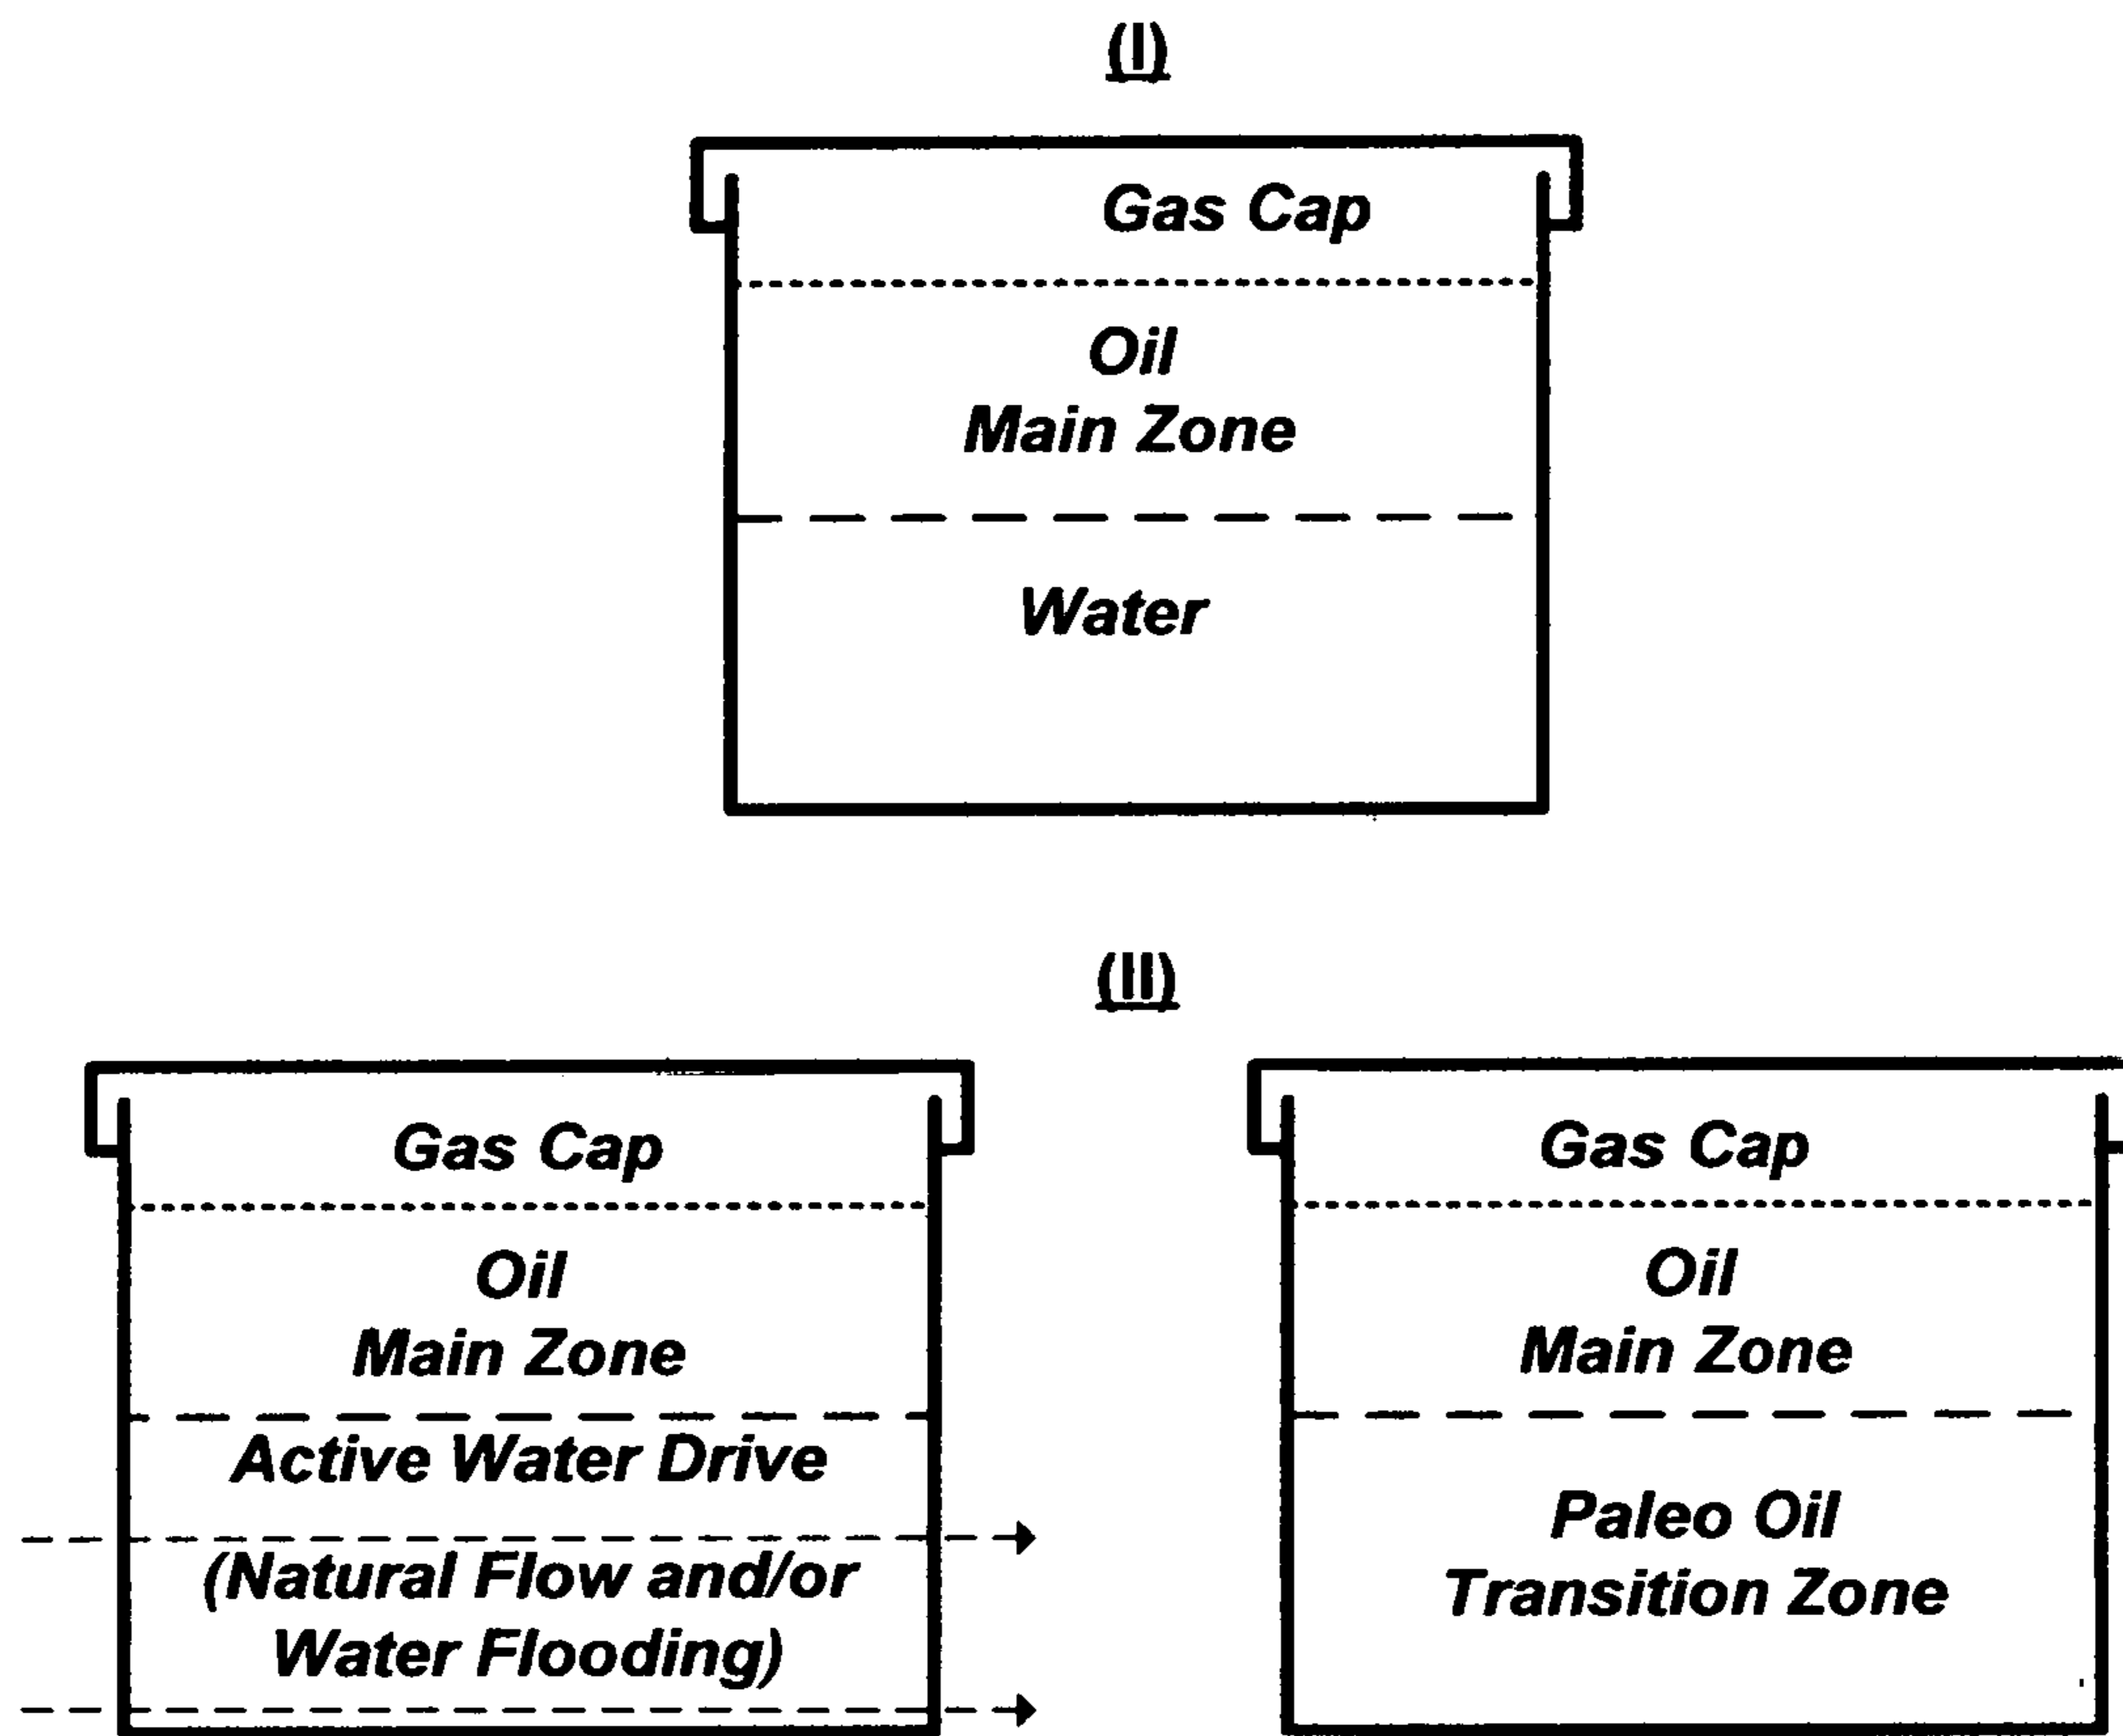 (I)
Gas Cap
Oil
Main Zone
Water
(II)
Gas Cap
Oil
Main Zone
Active Water Drive
(Natural Flow and/or
Water Flooding)
Gas Cap
Oil
Main Zone
Paleo Oil
Transition Zone